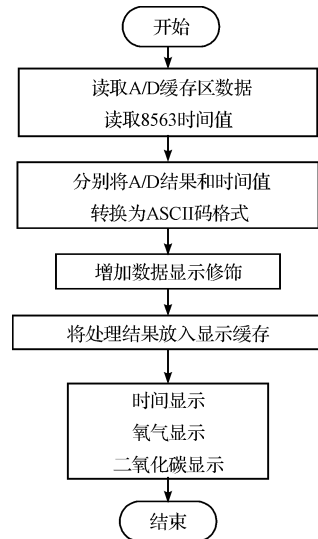 开始
读取A/D缓存区数据
读取8563时间值
分别将A/D结果和时间值
转换为ASCII码格式
增加数据显示修饰
将处理结果放入显示缓存
时间显示
氧气显示
二氧化碳显示
结束